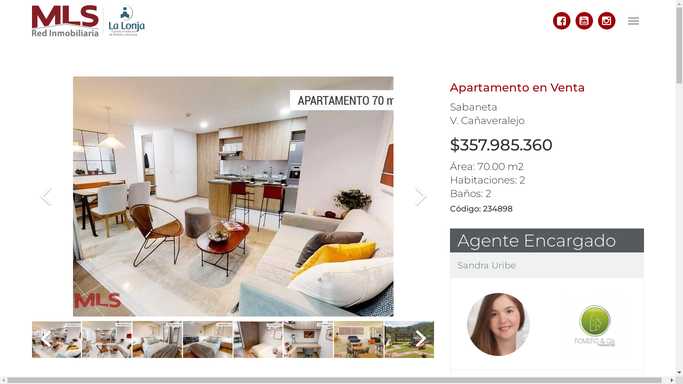 MLS
Red Inmobiliaria
La Lonja
APARTAMENTO 70 m
MLS
Apartamento en Venta
Sabaneta
V. Cañaveralejo
$357.985.360
Área: 70.00 m2
Habitaciones: 2
Baños: 2
Código: 234898
Agente Encargado
Sandra Uribe
ROMERO & Cía